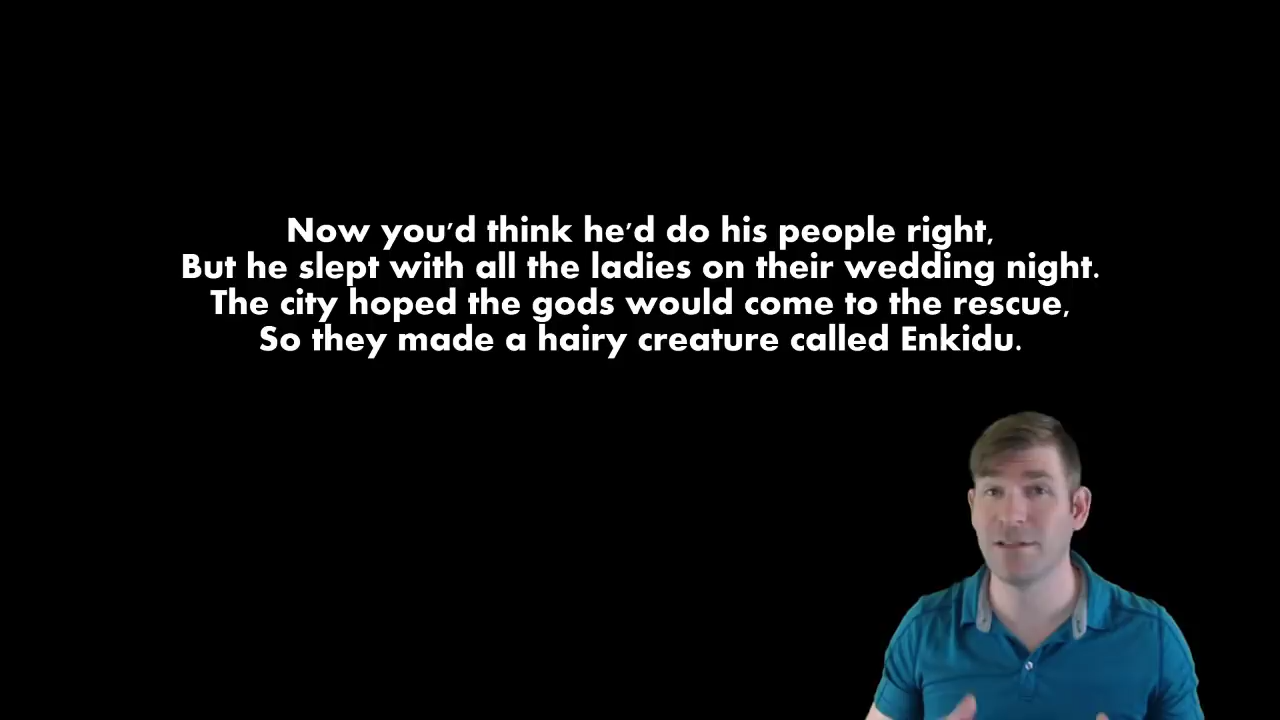 Now you'd think he'd do his people right,
But he slept with all the ladies on their wedding night.
The city hoped the gods would come to the rescue,
So they made a hairy creature called Enkidu.